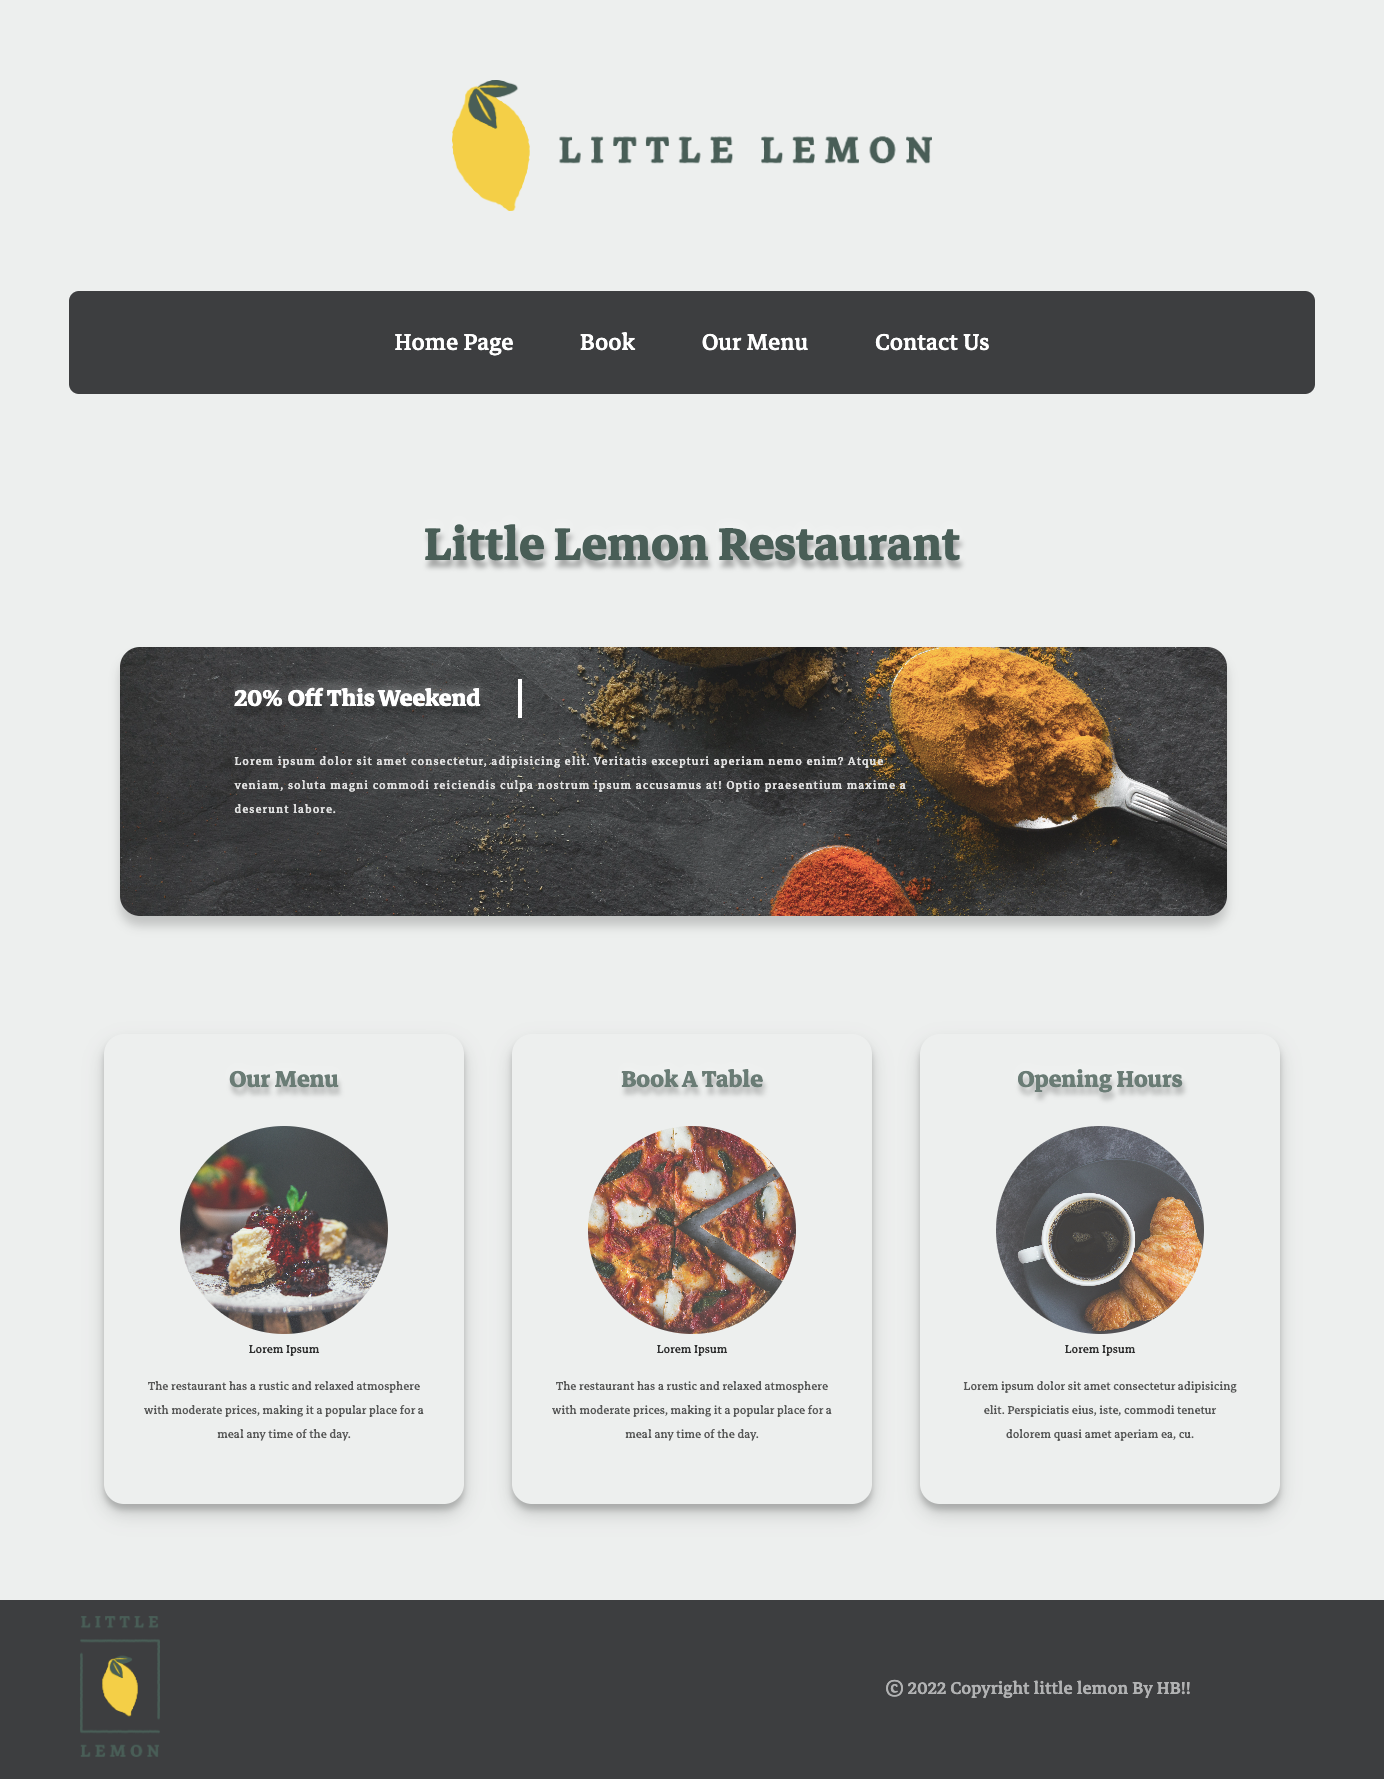 LITTLE LEMON
Home Page Book Our Menu Contact Us
Little Lemon Restaurant
20% Off This Weekend
Lorem ipsum dolor sit amet consectetur, adipisicing elit. Veritatis excepturi aperiam nemo enim? Atque
veniam, soluta magni commodi reiciendis culpa nostrum ipsum accusamus at! Optio praesentium maxime a
deserunt labore.
Our Menu
Lorem Ipsum
The restaurant has a rustic and relaxed atmosphere
with moderate prices, making it a popular place for a
meal any time of the day.
Book A Table
Lorem Ipsum
The restaurant has a rustic and relaxed atmosphere
with moderate prices, making it a popular place for a
meal any time of the day.
Opening Hours
Lorem Ipsum
Lorem ipsum dolor sit amet consectetur adipisicing
elit. Perspiciatis eius, iste, commodi tenetur
dolorem quasi amet aperiam ea, cu.
LITTLE
LEMON
© 2022 Copyright little lemon By HB!!